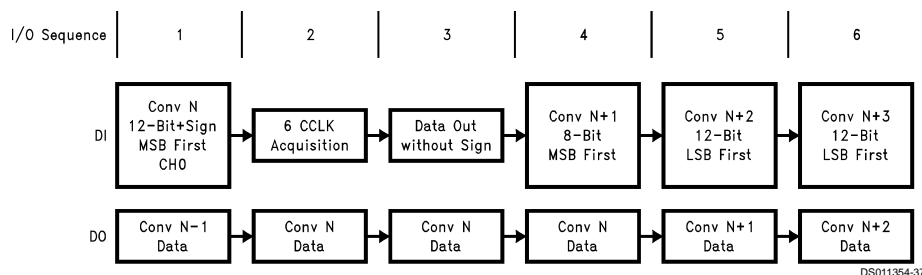 I/O Sequence 1 2 3 4 5 6
DI
Conv N
12-Bit+Sign
MSB First
CH0
6 CCLK
Acquisition
Data Out
without Sign
Conv N+1
8-Bit
MSB First
Conv N+2
12-Bit
LSB First
Conv N+3
12-Bit
LSB First
DO
Conv N-1
Data
Conv N
Data
Conv N
Data
Conv N
Data
Conv N+1
Data
Conv N+2
Data